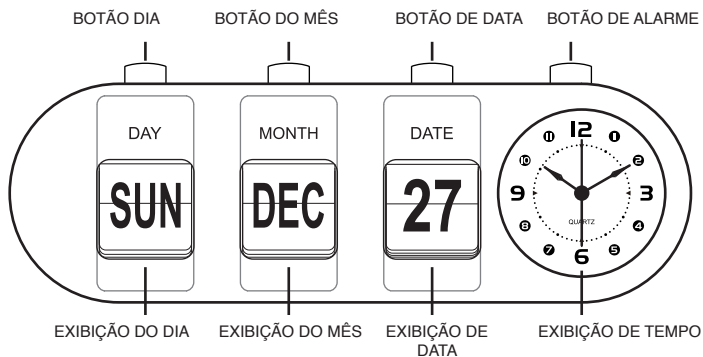 BOTÃO DIA
BOTÃO DO MÊS
BOTÃO DE DATA
BOTÃO DE ALARME
DAY
MONTH
DATE
SUN
DEC
27
12
1
2
3
4
5
6
7
8
9
10
11
QUARTZ
EXIBIÇÃO DO DIA
EXIBIÇÃO DO MÊS
EXIBIÇÃO DE
DATA
EXIBIÇÃO DE TEMPO